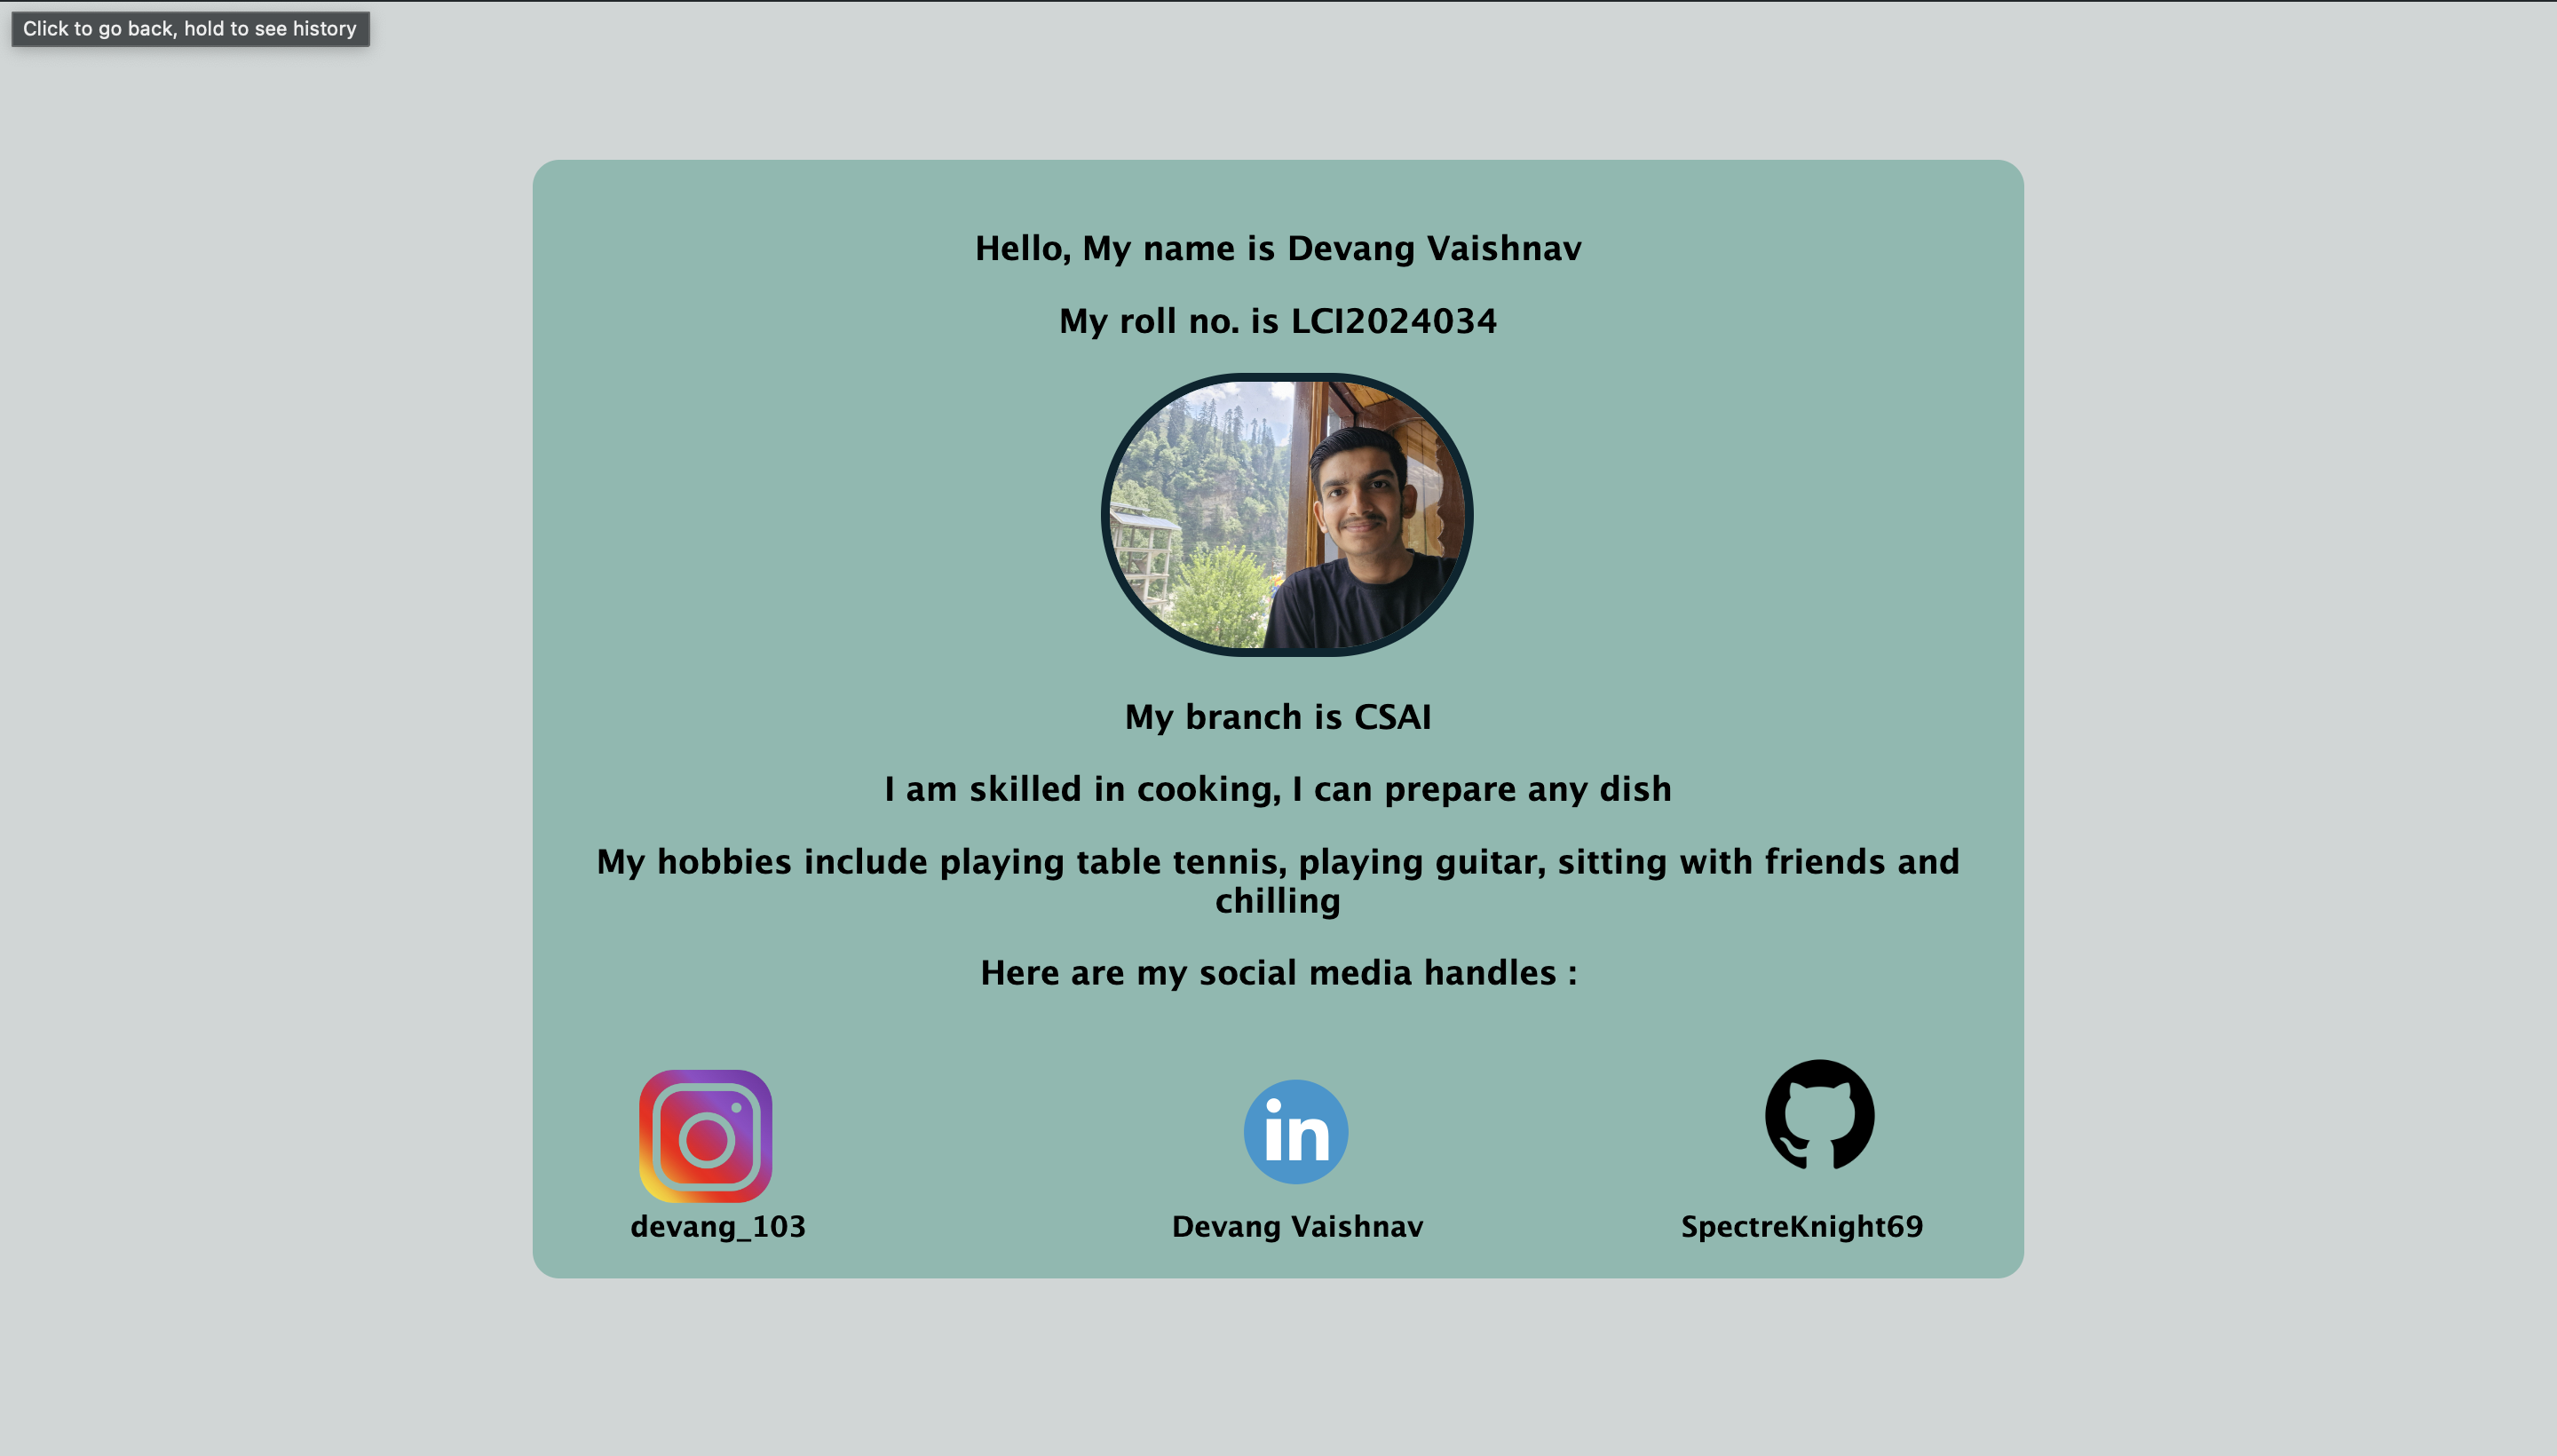 Click to go back, hold to see history
Hello, My name is Devang Vaishnav
My roll no. is LCI2024034
My branch is CSAI
I am skilled in cooking, I can prepare any dish
My hobbies include playing table tennis, playing guitar, sitting with friends and
chilling
Here are my social media handles :
in
devang_103
Devang Vaishnav
SpectreKnight69